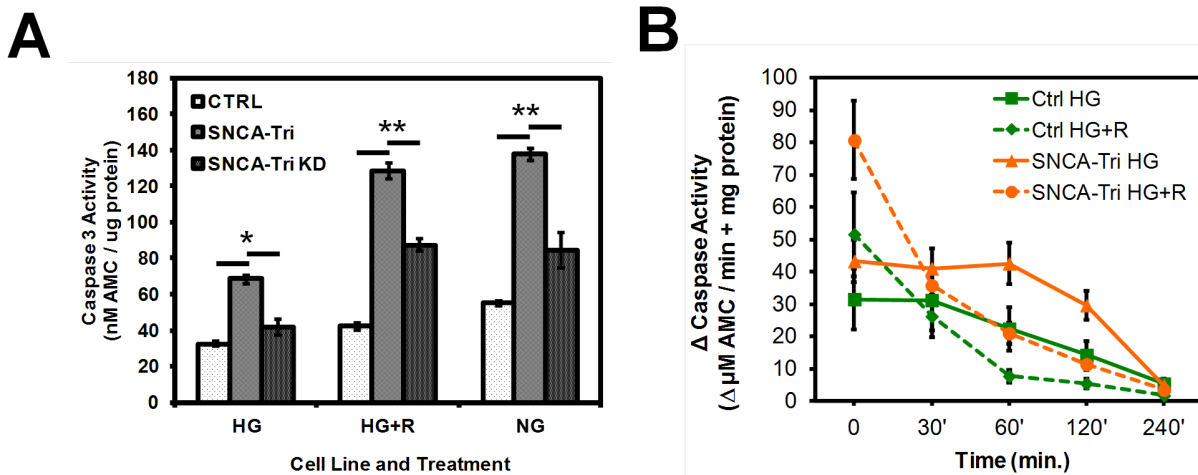 A
Caspase 3 Activity
(nM AMC / ug protein)
180
160
140
120
100
80
60
40
20
0
CTRL
SNCA-Tri
SNCA-Tri KD
*
**
**
HG
HG+R
NG
Cell Line and Treatment
B
Δ Caspase Activity
(Δ µM AMC / min + mg protein)
100
90
80
70
60
50
40
30
20
10
0
Ctrl HG
Ctrl HG+R
SNCA-Tri HG
SNCA-Tri HG+R
0
30'
60'
120'
240'
Time (min.)